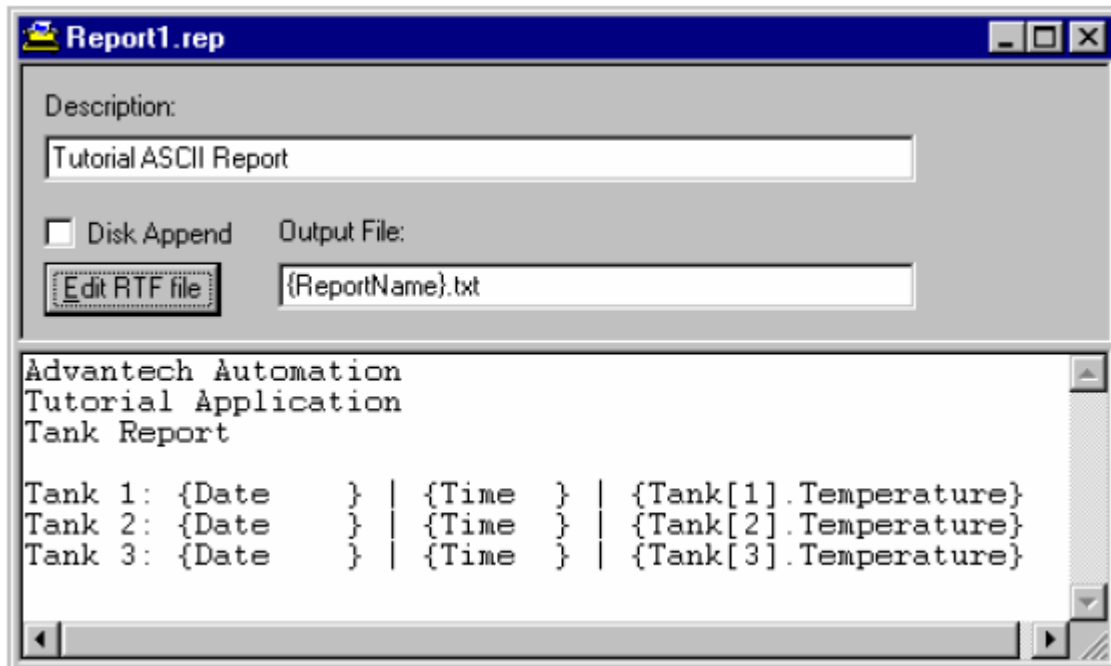 Report1.rep
Description:
Tutorial ASCII Report
Disk Append
Output File:
Edit RTF file
{ReportName}.txt
Advantech Automation
Tutorial Application
Tank Report
Tank 1: {Date     } | {Time  } | {Tank[1].Temperature}
Tank 2: {Date     } | {Time  } | {Tank[2].Temperature}
Tank 3: {Date     } | {Time  } | {Tank[3].Temperature}